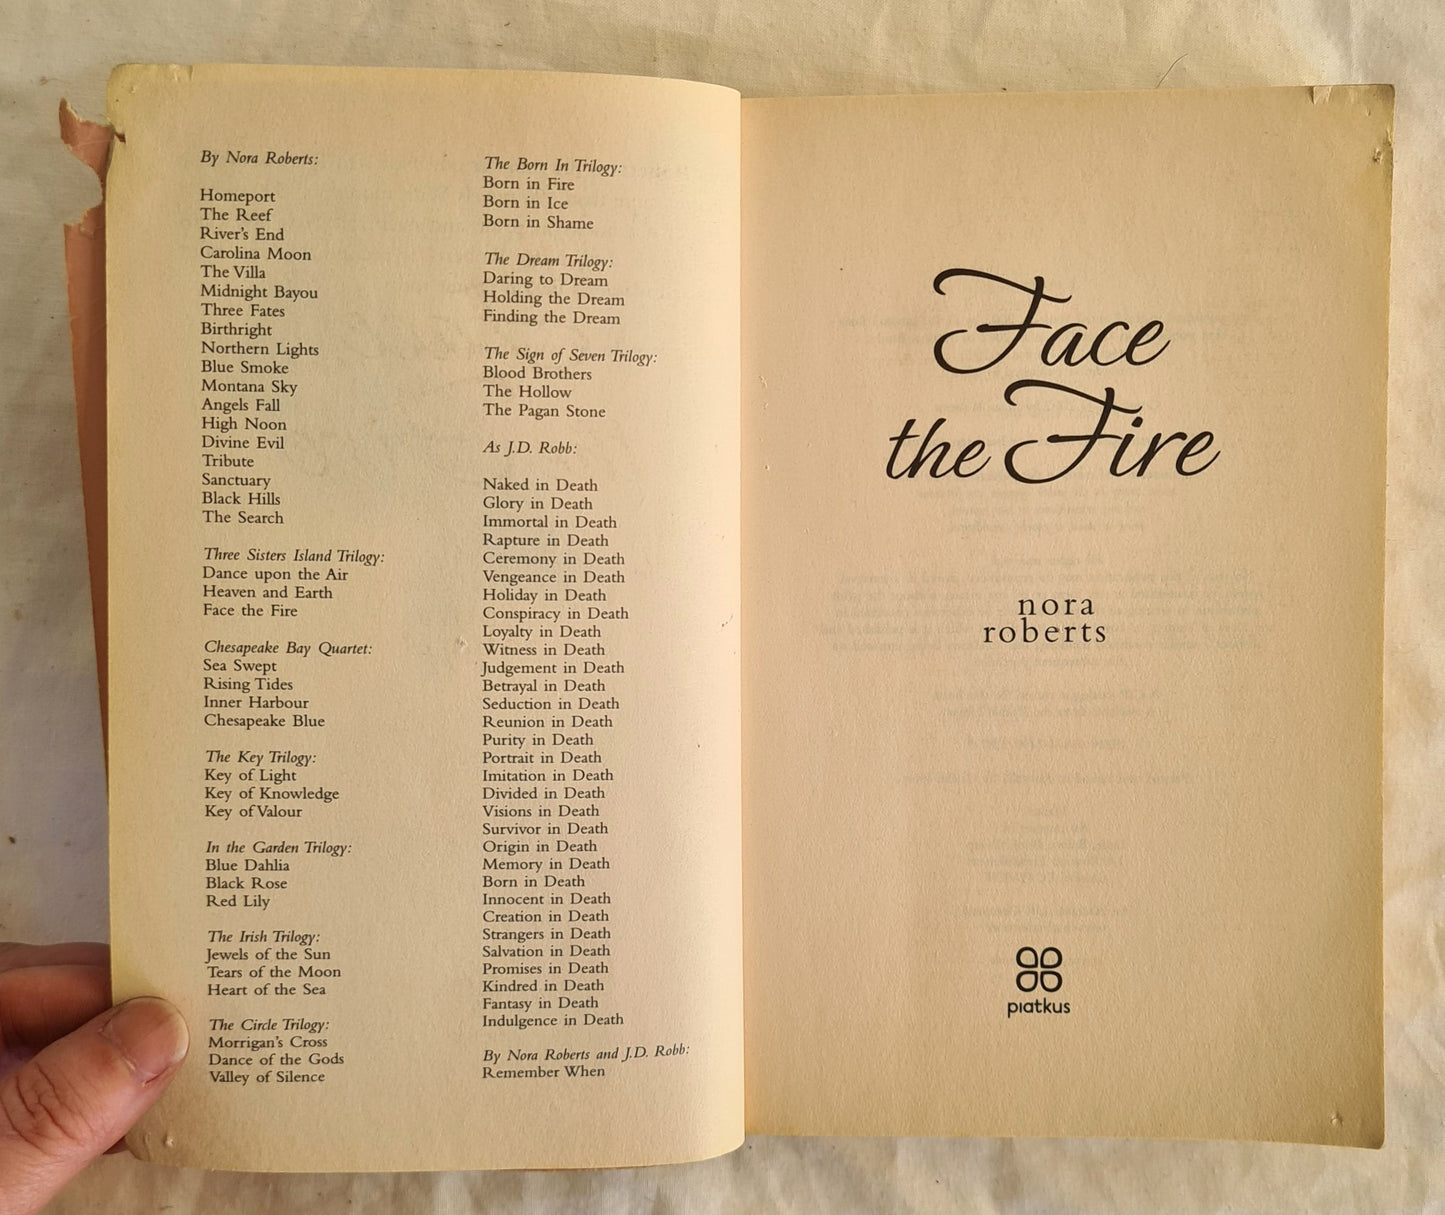 By Nora Roberts:
Homeport
The Reef
River's End
Carolina Moon
The Villa
Midnight Bayou
Three Fates
Birthright
Northern Lights
Blue Smoke
Montana Sky
Angels Fall
High Noon
Divine Evil
Tribute
Sanctuary
Black Hills
The Search
Three Sisters Island Trilogy:
Dance upon the Air
Heaven and Earth
Face the Fire
Chesapeake Bay Quartet:
Sea Swept
Rising Tides
Inner Harbour
Chesapeake Blue
The Key Trilogy:
Key of Light
Key of Knowledge
Key of Valour
In the Garden Trilogy:
Blue Dahlia
Black Rose
Red Lily
The Irish Trilogy:
Jewels of the Sun
Tears of the Moon
Heart of the Sea
The Circle Trilogy:
Morrigan's Cross
Dance of the Gods
Valley of Silence
The Born In Trilogy:
Born in Fire
Born in Ice
Born in Shame
The Dream Trilogy:
Daring to Dream
Holding the Dream
Finding the Dream
The Sign of Seven Trilogy:
Blood Brothers
The Hollow
The Pagan Stone
As J.D. Robb:
Naked in Death
Glory in Death
Immortal in Death
Rapture in Death
Ceremony in Death
Vengeance in Death
Holiday in Death
Conspiracy in Death
Loyalty in Death
Witness in Death
Judgement in Death
Betrayal in Death
Seduction in Death
Reunion in Death
Purity in Death
Portrait in Death
Imitation in Death
Divided in Death
Visions in Death
Survivor in Death
Origin in Death
Memory in Death
Born in Death
Innocent in Death
Creation in Death
Strangers in Death
Salvation in Death
Promises in Death
Kindred in Death
Fantasy in Death
Indulgence in Death
By Nora Roberts and J.D. Robb:
Remember When
Face
the Fire
nora
roberts
piatkus